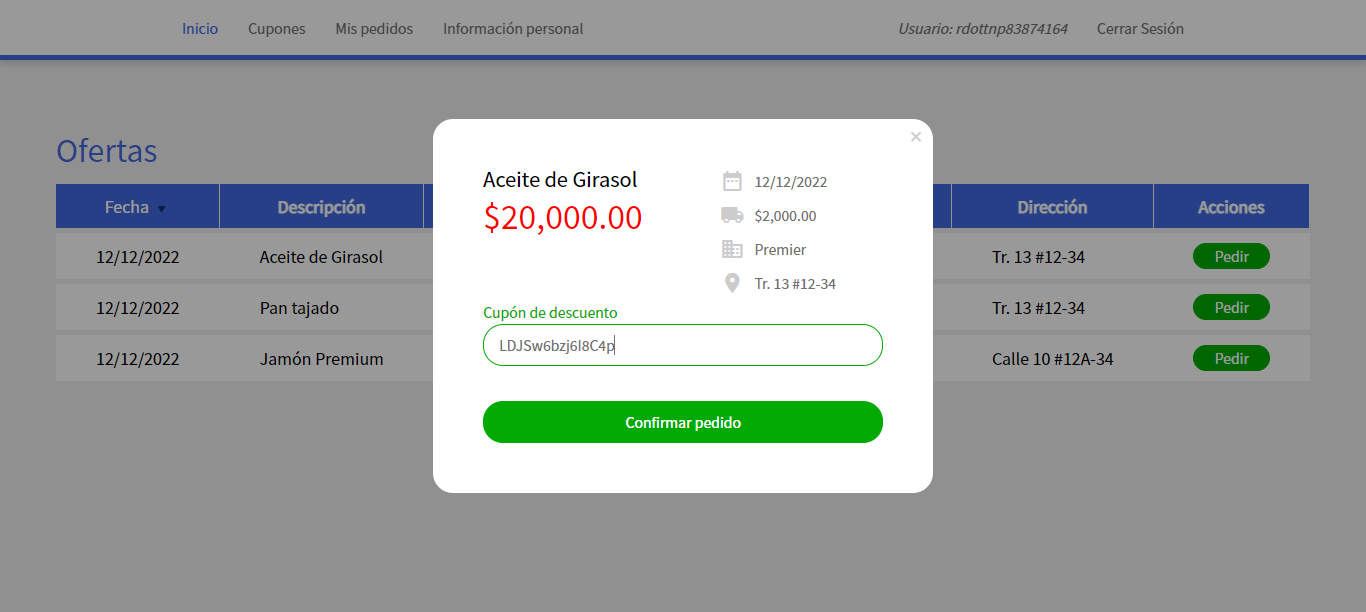 Inicio Cupones Mis pedidos Información personal Usuario: rdottnp83874164 Cerrar Sesión
Ofertas
Fecha Descripción Dirección Acciones
12/12/2022 Aceite de Girasol Tr. 13 #12-34 Pedir
12/12/2022 Pan tajado Tr. 13 #12-34 Pedir
12/12/2022 Jamón Premium Calle 10 #12A-34 Pedir
×
Aceite de Girasol
$20,000.00
12/12/2022
$2,000.00
Premier
Tr. 13 #12-34
Cupón de descuento
LDJSw6bzj6I8C4p
Confirmar pedido